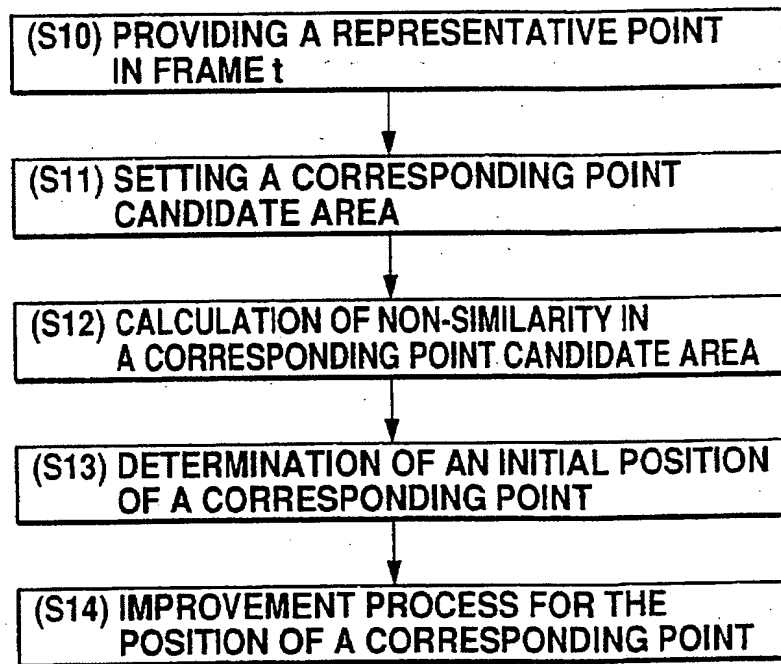 (S10) PROVIDING A REPRESENTATIVE POINT
IN FRAME t
(S11) SETTING A CORRESPONDING POINT
CANDIDATE AREA
(S12) CALCULATION OF NON-SIMILARITY IN
A CORRESPONDING POINT CANDIDATE AREA
(S13) DETERMINATION OF AN INITIAL POSITION
OF A CORRESPONDING POINT
(S14) IMPROVEMENT PROCESS FOR THE
POSITION OF A CORRESPONDING POINT